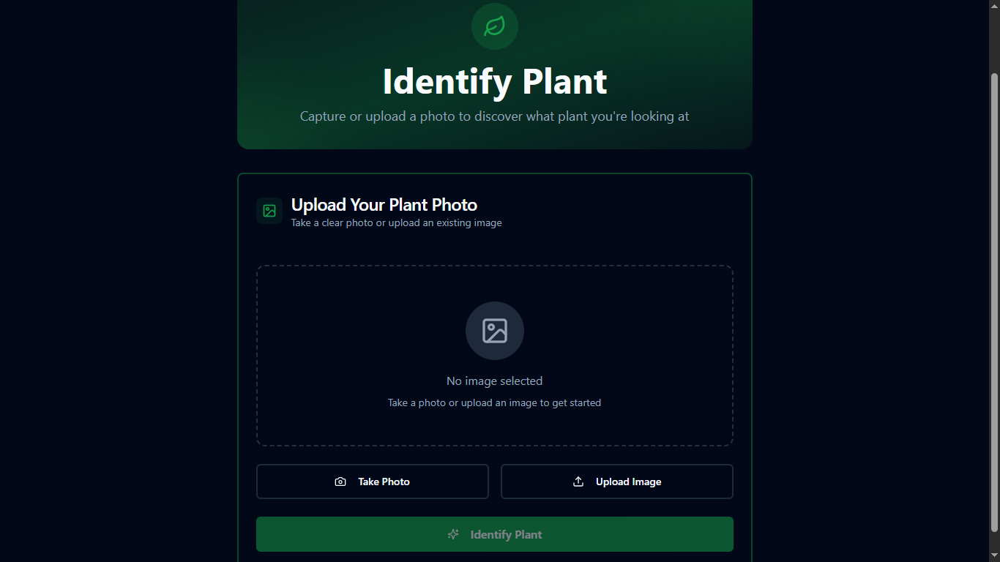 Identify Plant
Capture or upload a photo to discover what plant you're looking at
Upload Your Plant Photo
Take a clear photo or upload an existing image
No image selected
Take a photo or upload an image to get started
Take Photo
Upload Image
Identify Plant